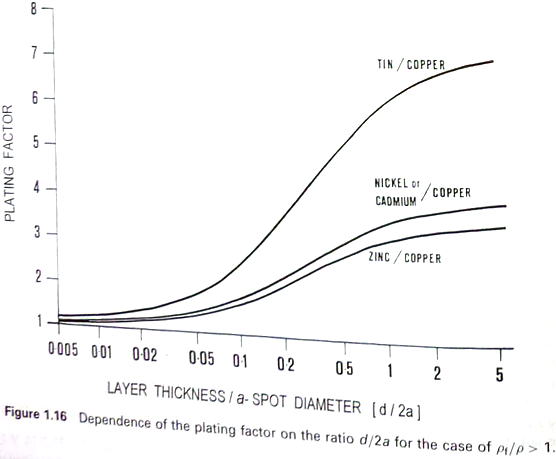 8
7
6
5
4
3
2
1
PLATING FACTOR
TIN / COPPER
NICKEL or
CADMIUM / COPPER
ZINC / COPPER
0·005 0·01 0·02 0·05 0·1 0·2 0·5 1 2 5
LAYER THICKNESS / a- SPOT DIAMETER [ d / 2a ]
Figure 1.16 Dependence of the plating factor on the ratio d/2a for the case of ρf/ρ > 1.